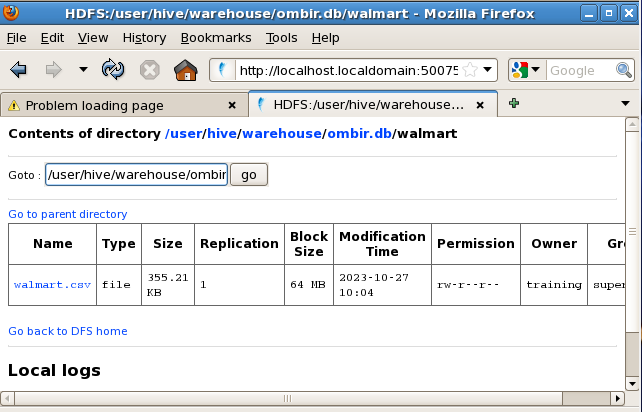 HDFS:/user/hive/warehouse/ombir.db/walmart - Mozilla Firefox
File Edit View History Bookmarks Tools Help
http://localhost.localdomain:50075 Google
Problem loading page HDFS:/user/hive/warehouse...
Contents of directory /user/hive/warehouse/ombir.db/walmart
Goto : /user/hive/warehouse/ombir go
Go to parent directory
Name Type Size Replication Block Size Modification Time Permission Owner Gr
walmart.csv file 355.21 KB 1 64 MB 2023-10-27 10:04 rw-r--r-- training super
Go back to DFS home
Local logs